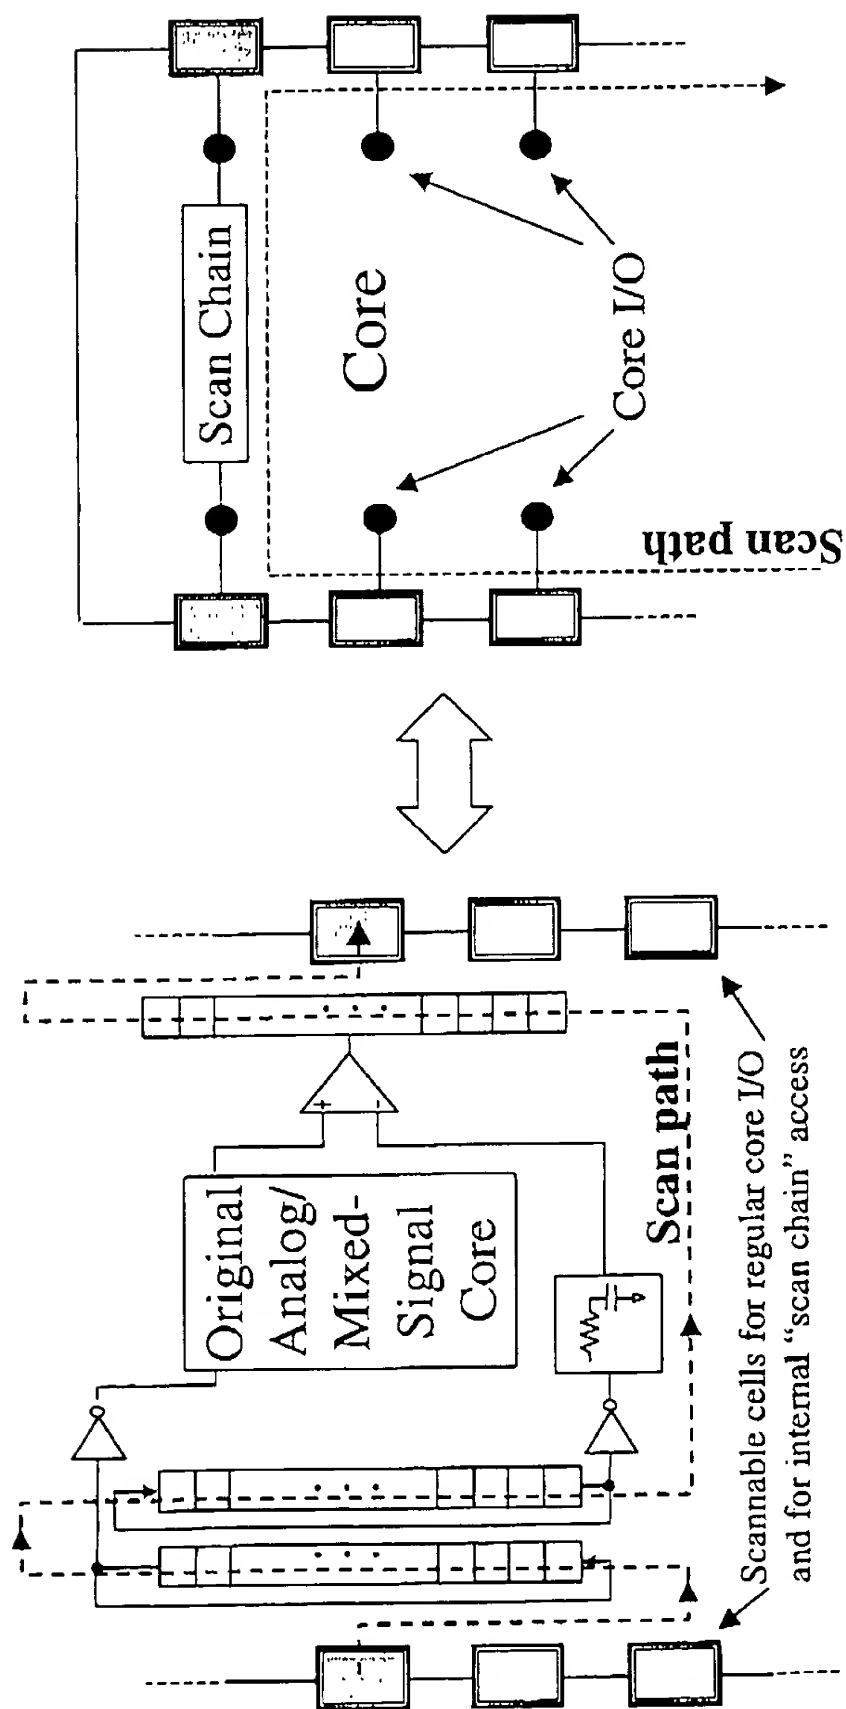 Original
Analog/
Mixed-
Signal
Core
+
-
Scan path
Scannable cells for regular core I/O
and for internal “scan chain” access
Scan Chain
Core
Core I/O
Scan path